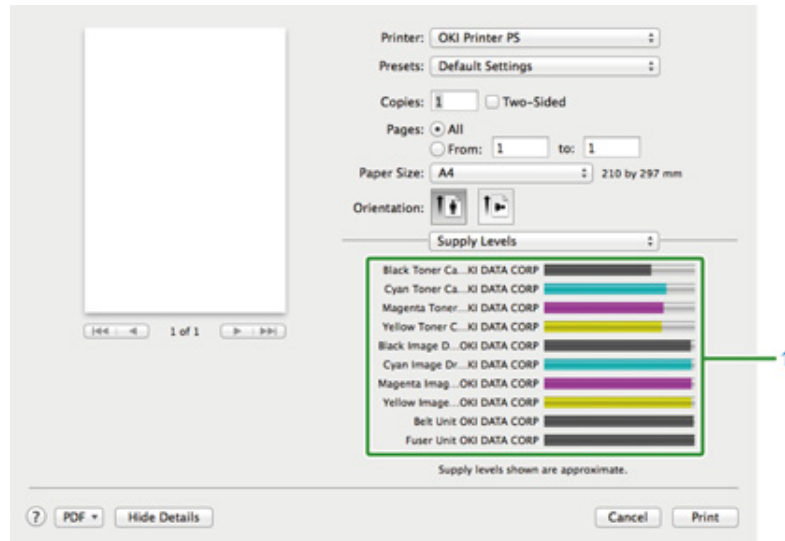 Printer: OKI Printer PS
Presets: Default Settings
Copies: 1 Two-Sided
Pages: All
From: 1 to: 1
Paper Size: A4 210 by 297 mm
Orientation:
Supply Levels
Black Toner Ca...KI DATA CORP
Cyan Toner Ca...KI DATA CORP
Magenta Toner...KI DATA CORP
Yellow Toner C...KI DATA CORP
Black Image D...OKI DATA CORP
Cyan Image Dr...KI DATA CORP
Magenta Imag...OKI DATA CORP
Yellow Image...OKI DATA CORP
Belt Unit OKI DATA CORP
Fuser Unit OKI DATA CORP
1 of 1
1
Supply levels shown are approximate.
? PDF Hide Details Cancel Print